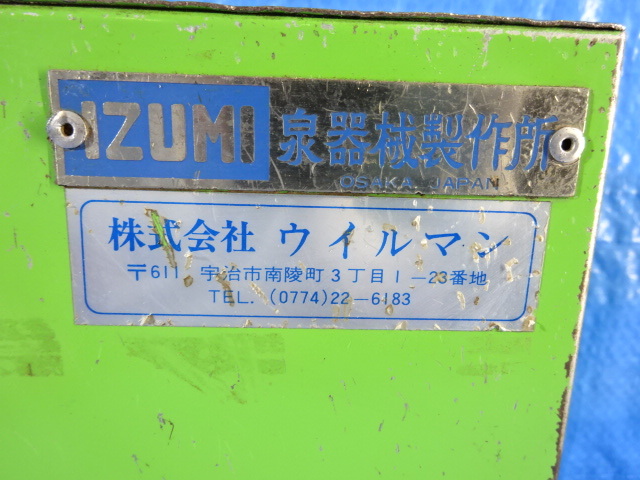 IZUMI 泉器械製作所
OSAKA JAPAN
株式会社 ウイルマン
〒611 宇治市南陵町3丁目1-23番地
TEL. (0774)22-6183